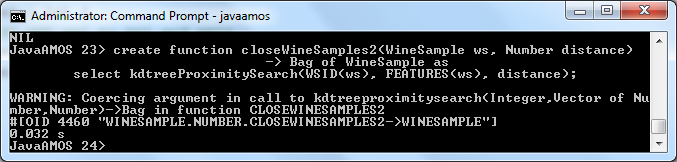 Administrator: Command Prompt - javaamos
NIL
JavaAMOS 23> create function closeWineSamples2(WineSample ws, Number distance)
-> Bag of WineSample as
select kdtreeProximitySearch(WSID(ws), FEATURES(ws), distance);
WARNING: Coercing argument in call to kdtreeproximitysearch(Integer,Vector of Nu
mber,Number)->Bag in function CLOSEWINESAMPLES2
#[OID 4460 "WINESAMPLE.NUMBER.CLOSEWINESAMPLES2->WINESAMPLE"]
0.032 s
JavaAMOS 24>